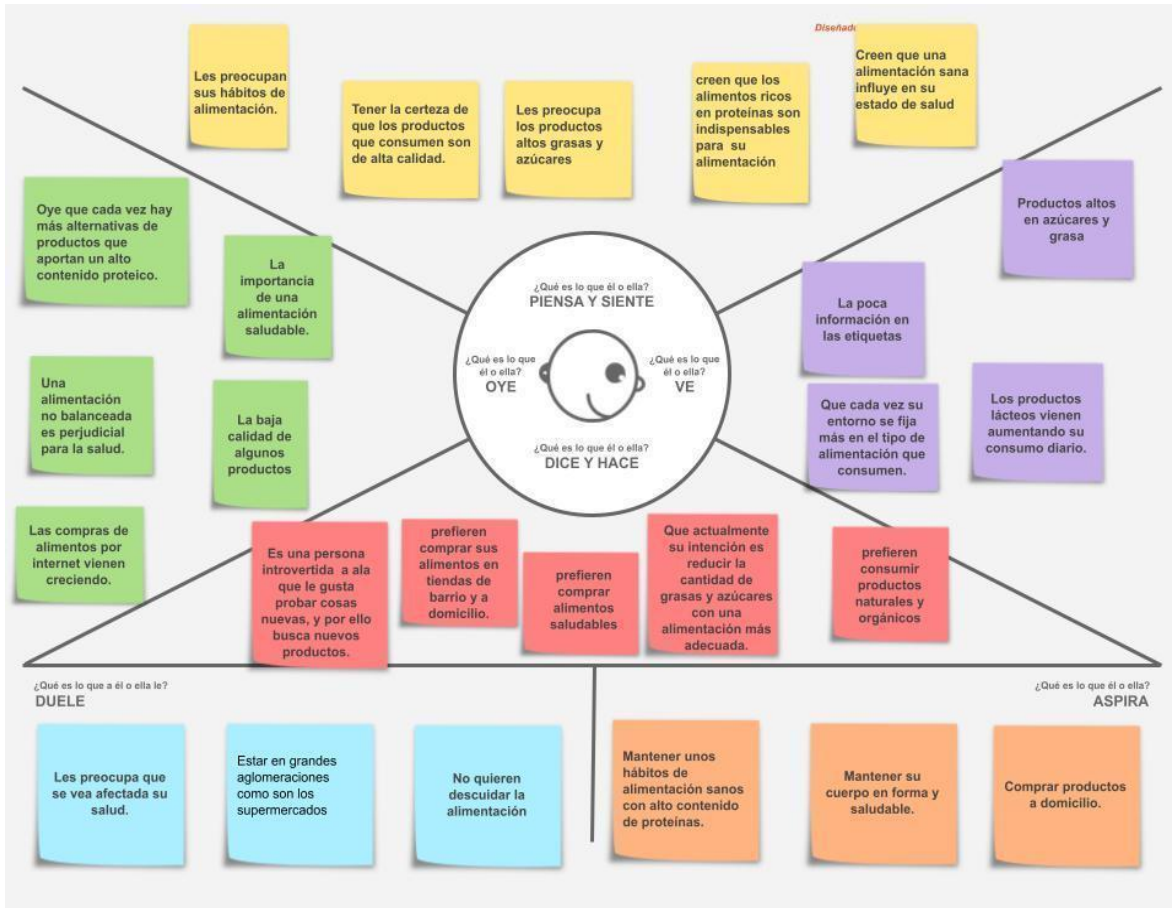 Diseñado
Les preocupan
sus hábitos de
alimentación.
Tener la certeza de
que los productos
que consumen son
de alta calidad.
Les preocupa
los productos
altos grasas y
azúcares
creen que los
alimentos ricos
en proteínas son
indispensables
para su
alimentación
Creen que una
alimentación sana
influye en su
estado de salud
Oye que cada vez hay
más alternativas de
productos que
aportan un alto
contenido proteico.
La
importancia
de una
alimentación
saludable.
Una
alimentación
no balanceada
es perjudicial
para la salud.
La baja
calidad de
algunos
productos
Las compras de
alimentos por
internet vienen
creciendo.
¿Qué es lo que él o ella?
PIENSA Y SIENTE
¿Qué es lo que
él o ella?
OYE
¿Qué es lo que
él o ella?
VE
¿Qué es lo que él o ella?
DICE Y HACE
Productos altos
en azúcares y
grasa
La poca
información en
las etiquetas
Que cada vez su
entorno se fija
más en el tipo de
alimentación que
consumen.
Los productos
lácteos vienen
aumentando su
consumo diario.
Es una persona
introvertida a ala
que le gusta
probar cosas
nuevas, y por ello
busca nuevos
productos.
prefieren
comprar sus
alimentos en
tiendas de
barrio y a
domicilio.
prefieren
comprar
alimentos
saludables
Que actualmente
su intención es
reducir la
cantidad de
grasas y azúcares
con una
alimentación más
adecuada.
prefieren
consumir
productos
naturales y
orgánicos
¿Qué es lo que a él o ella le?
DUELE
Les preocupa que
se vea afectada su
salud.
Estar en grandes
aglomeraciones
como son los
supermercados
No quieren
descuidar la
alimentación
¿Qué es lo que él o ella?
ASPIRA
Mantener unos
hábitos de
alimentación sanos
con alto contenido
de proteínas.
Mantener su
cuerpo en forma y
saludable.
Comprar productos
a domicilio.